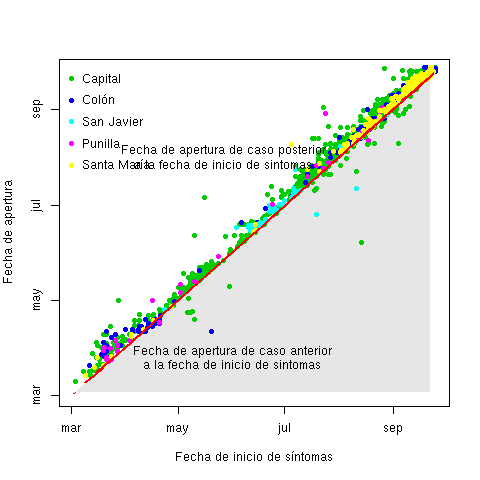 Capital
Colón
San Javier
Punilla
Santa María
Fecha de apertura de caso posterior
a la fecha de inicio de sintomas
Fecha de apertura de caso anterior
a la fecha de inicio de sintomas
Fecha de apertura
mar
may
jul
sep
mar
may
jul
sep
Fecha de inicio de síntomas